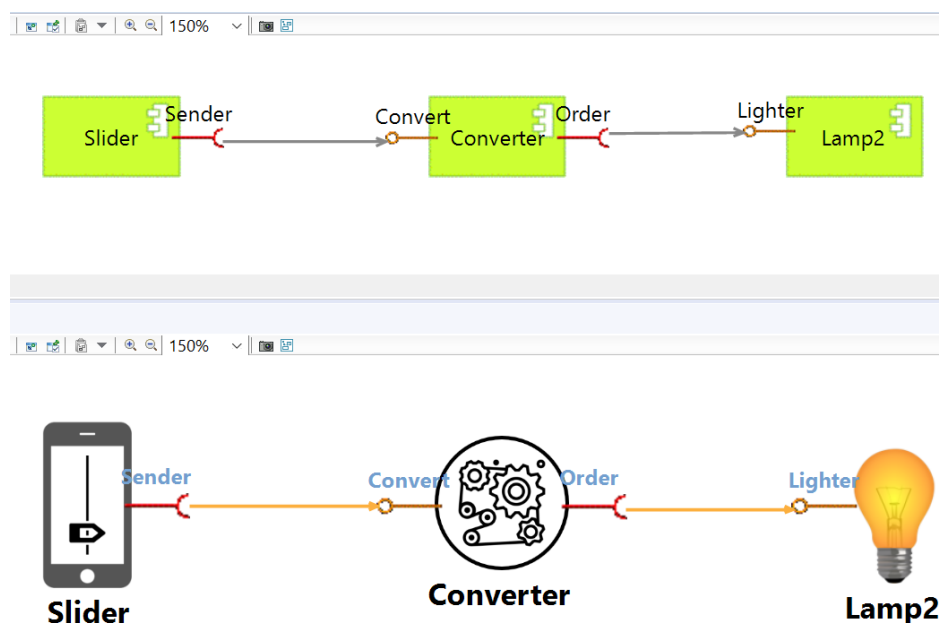 150%
Sender
Convert
Order
Lighter
Slider
Converter
Lamp2
150%
Sender
Convert
Order
Lighter
Slider
Converter
Lamp2